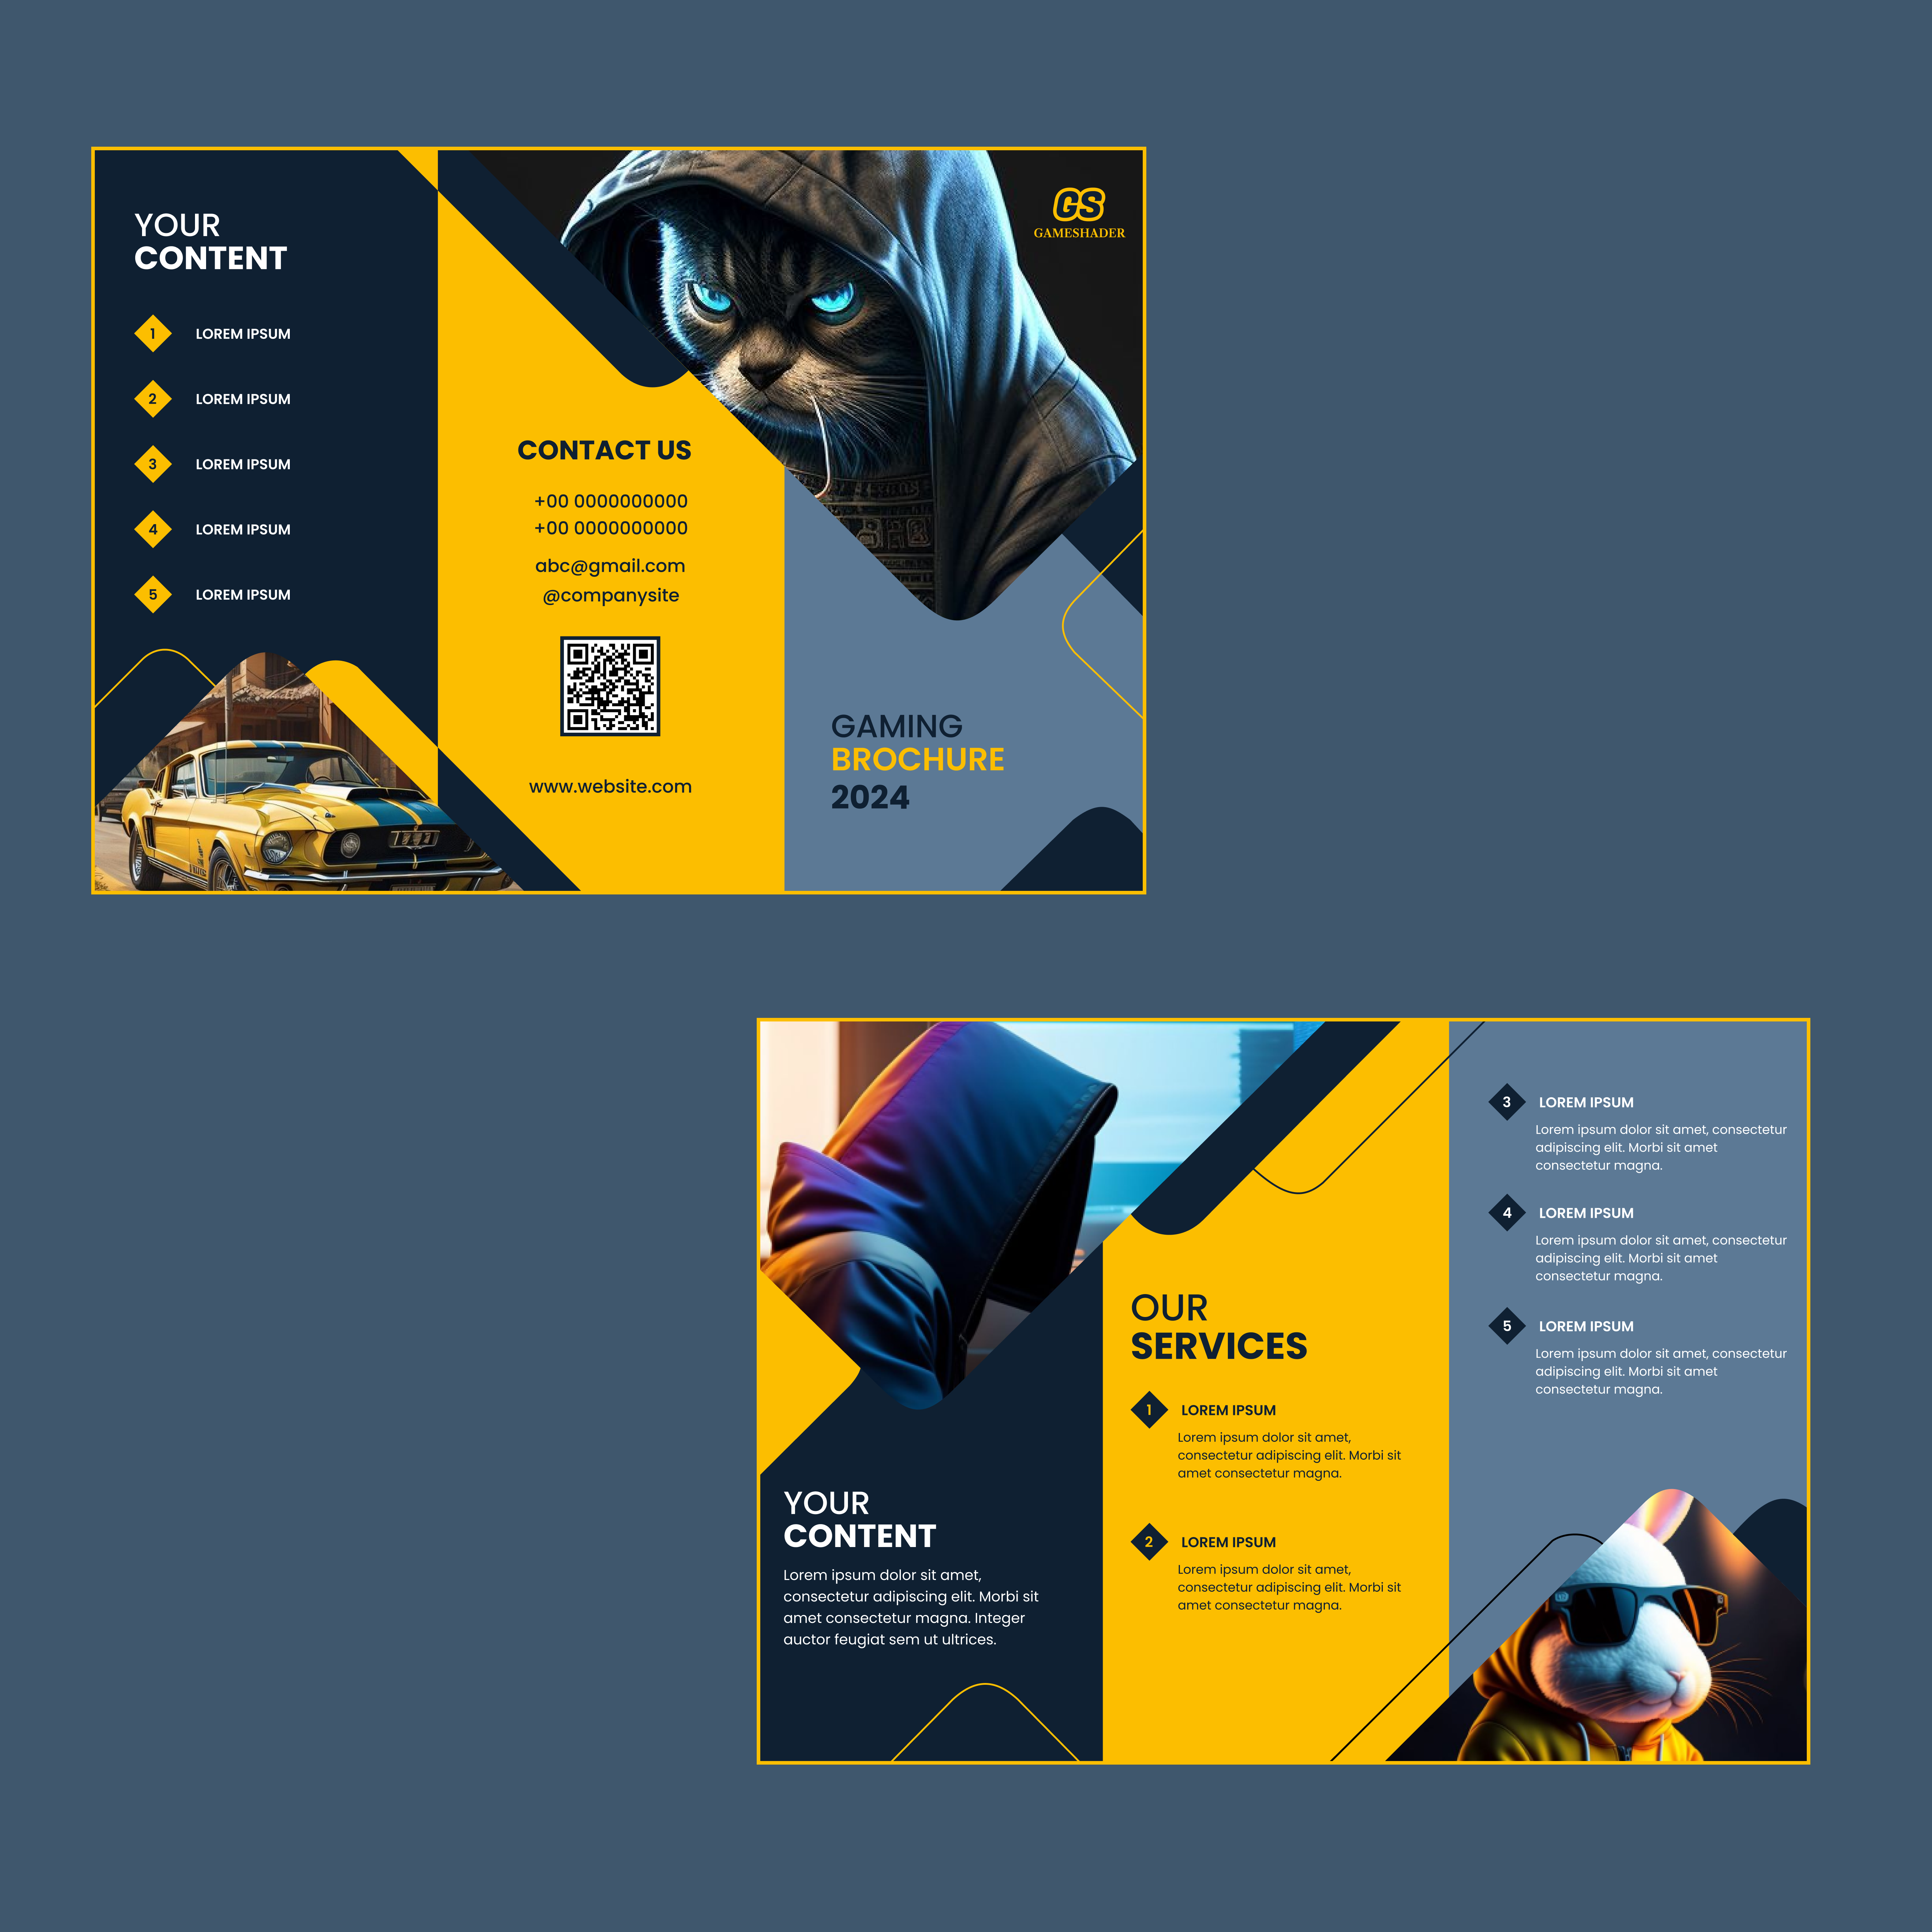 YOUR
CONTENT
1 LOREM IPSUM
2 LOREM IPSUM
3 LOREM IPSUM
4 LOREM IPSUM
5 LOREM IPSUM
CONTACT US
+00 0000000000
+00 0000000000
abc@gmail.com
@companysite
www.website.com
GS
GAMESHADER
GAMING
BROCHURE
2024
YOUR
CONTENT
Lorem ipsum dolor sit amet,
consectetur adipiscing elit. Morbi sit
amet consectetur magna. Integer
auctor feugiat sem ut ultrices.
OUR
SERVICES
1 LOREM IPSUM
Lorem ipsum dolor sit amet,
consectetur adipiscing elit. Morbi sit
amet consectetur magna.
2 LOREM IPSUM
Lorem ipsum dolor sit amet,
consectetur adipiscing elit. Morbi sit
amet consectetur magna.
3 LOREM IPSUM
Lorem ipsum dolor sit amet, consectetur
adipiscing elit. Morbi sit amet
consectetur magna.
4 LOREM IPSUM
Lorem ipsum dolor sit amet, consectetur
adipiscing elit. Morbi sit amet
consectetur magna.
5 LOREM IPSUM
Lorem ipsum dolor sit amet, consectetur
adipiscing elit. Morbi sit amet
consectetur magna.